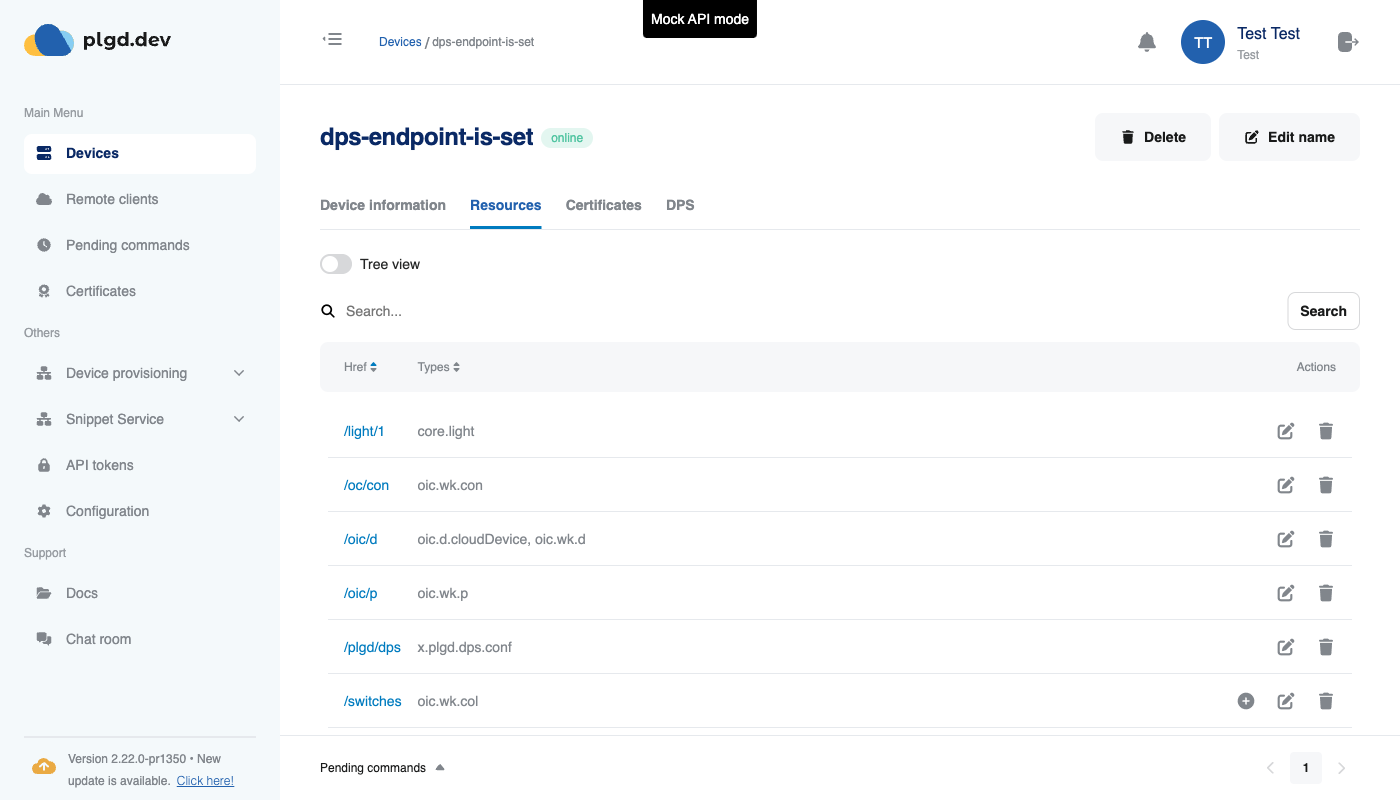 Mock API mode
plgd.dev
Devices / dps-endpoint-is-set
TT
Test Test
Test
Main Menu
Devices
Remote clients
Pending commands
Certificates
Others
Device provisioning
Snippet Service
API tokens
Configuration
Support
Docs
Chat room
Version 2.22.0-pr1350 • New
update is available. Click here!
dps-endpoint-is-set online
Delete
Edit name
Device information Resources Certificates DPS
Tree view
Search...
Search
Href Types Actions
/light/1 core.light
/oc/con oic.wk.con
/oic/d oic.d.cloudDevice, oic.wk.d
/oic/p oic.wk.p
/plgd/dps x.plgd.dps.conf
/switches oic.wk.col
Pending commands
1